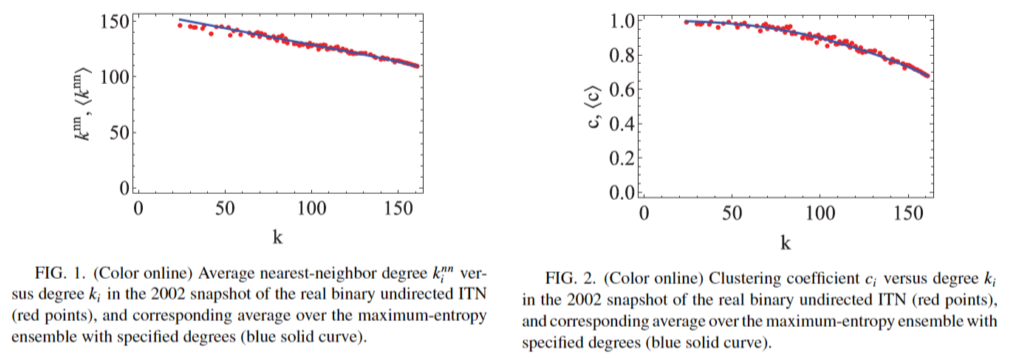 150
100
50
0
0
50
100
150
k^nn, ⟨k^nn⟩
k
FIG. 1. (Color online) Average nearest-neighbor degree k_i^nn ver-
sus degree k_i in the 2002 snapshot of the real binary undirected ITN
(red points), and corresponding average over the maximum-entropy
ensemble with specified degrees (blue solid curve).
1.0
0.8
0.6
0.4
0.2
0.0
0
50
100
150
c, ⟨c⟩
k
FIG. 2. (Color online) Clustering coefficient c_i versus degree k_i
in the 2002 snapshot of the real binary undirected ITN (red points),
and corresponding average over the maximum-entropy ensemble with
specified degrees (blue solid curve).